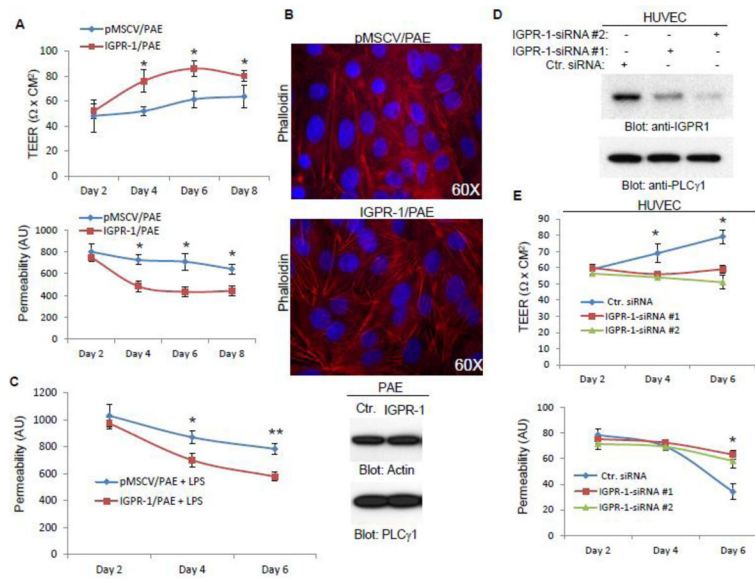 A
pMSCV/PAE
IGPR-1/PAE
TEER (Ω x CM²)
120
100
80
60
40
20
0
* * *
Day 2 Day 4 Day 6 Day 8
pMSCV/PAE
IGPR-1/PAE
Permeability (AU)
1000
800
600
400
200
0
* * *
Day 2 Day 4 Day 6 Day 8
B
pMSCV/PAE
Phalloidin
60X
IGPR-1/PAE
Phalloidin
60X
C
Permeability (AU)
1200
1000
800
600
400
200
0
* **
pMSCV/PAE + LPS
IGPR-1/PAE + LPS
Day 2 Day 4 Day 6
PAE
Ctr. IGPR-1
Blot: Actin
Blot: PLCγ1
D
HUVEC
IGPR-1-siRNA #2: - - +
IGPR-1-siRNA #1: - + -
Ctr. siRNA: + - -
Blot: anti-IGPR1
Blot: anti-PLCγ1
E
HUVEC
TEER (Ω x CM²)
90
80
70
60
50
40
30
20
10
0
* *
Ctr. siRNA
IGPR-1-siRNA #1
IGPR-1-siRNA #2
Day 2 Day 4 Day 6
Permeability (AU)
100
80
60
40
20
0
*
Ctr. siRNA
IGPR-1-siRNA #1
IGPR-1-siRNA #2
Day 2 Day 4 Day 6